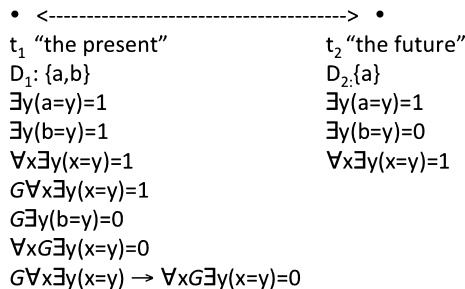 • <--------------------------------------> •
t₁ “the present” t₂ “the future”
D₁: {a,b} D₂:{a}
∃y(a=y)=1 ∃y(a=y)=1
∃y(b=y)=1 ∃y(b=y)=0
∀x∃y(x=y)=1 ∀x∃y(x=y)=1
G∀x∃y(x=y)=1
G∃y(b=y)=0
∀xG∃y(x=y)=0
G∀x∃y(x=y) → ∀xG∃y(x=y)=0